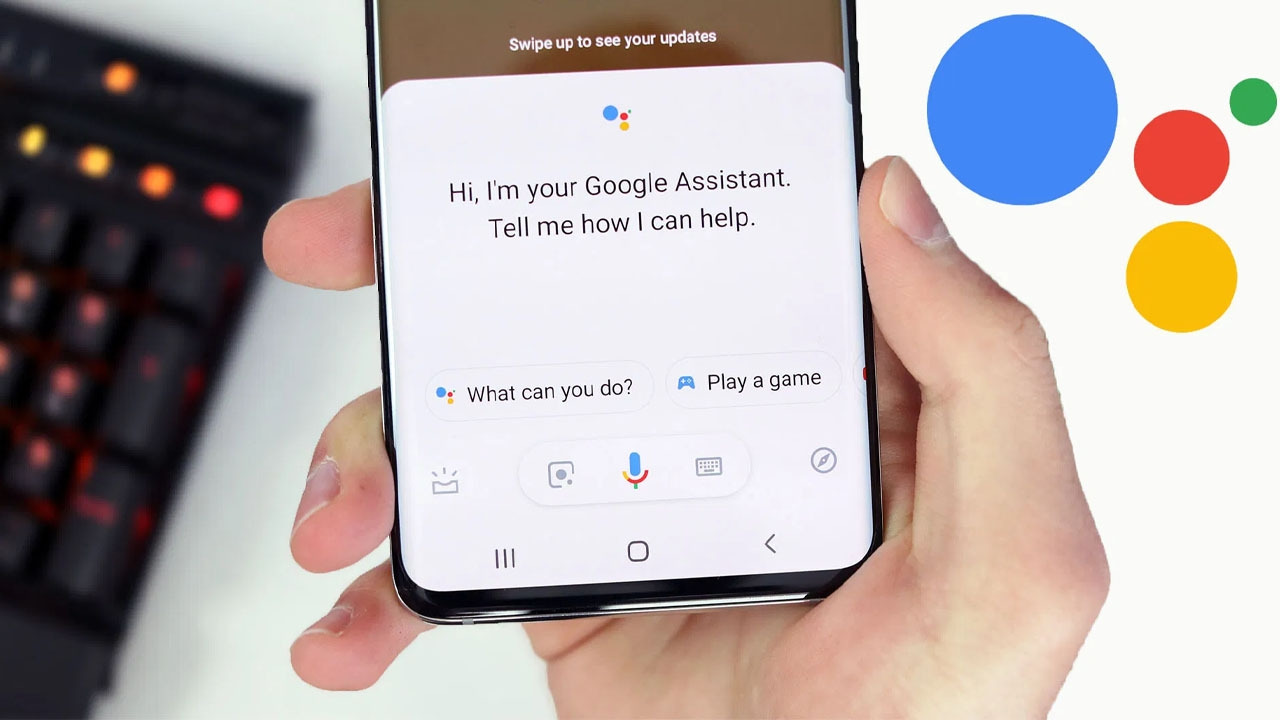 Swipe up to see your updates
Hi, I'm your Google Assistant.
Tell me how I can help.
What can you do?
Play a game